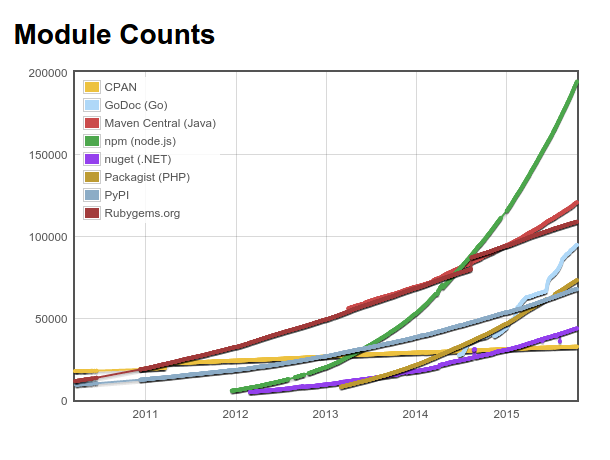 Module Counts
200000
150000
100000
50000
0
CPAN
GoDoc (Go)
Maven Central (Java)
npm (node.js)
nuget (.NET)
Packagist (PHP)
PyPI
Rubygems.org
2011 2012 2013 2014 2015